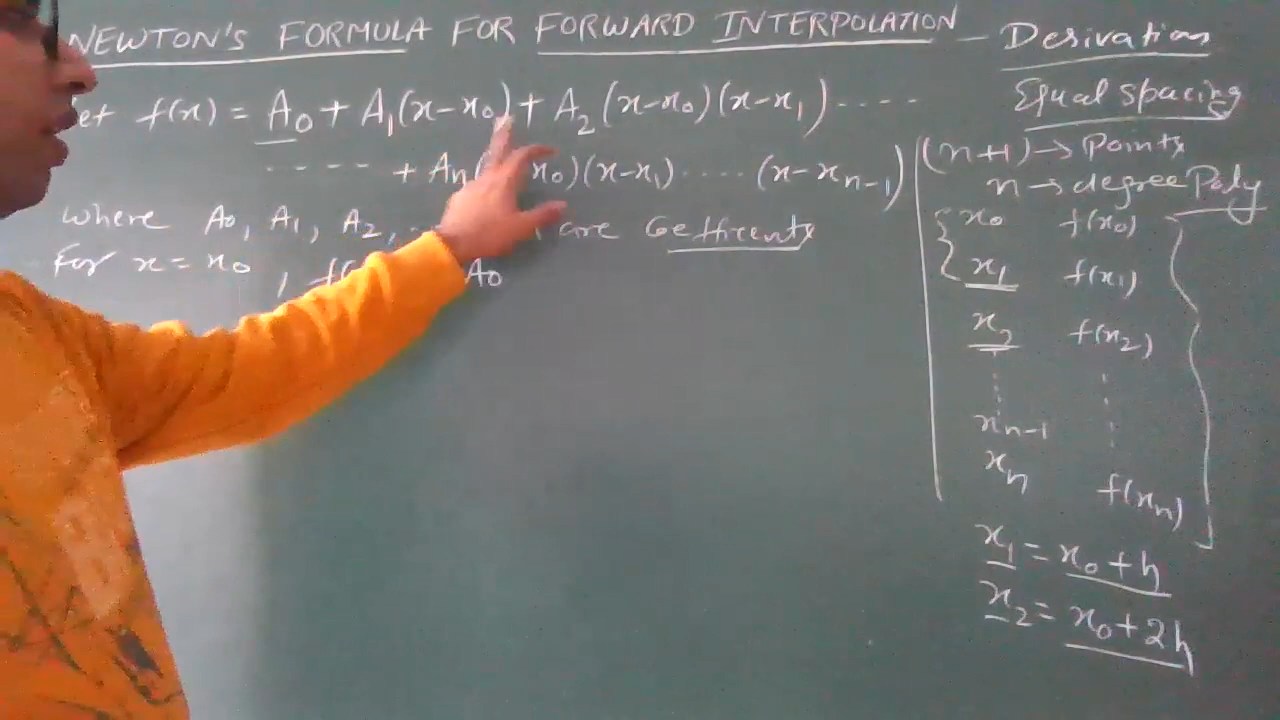 NEWTON'S FORMULA FOR FORWARD INTERPOLATION – Derivation
Equal spacing
et f(x) = A₀ + A₁(x-x₀) + A₂(x-x₀)(x-x₁) ....
.... + Aₙ( x₀)(x-x₁) .... (x-xₙ₋₁)
where A₀, A₁, A₂, are
For x = x₀ , f( A₀
(n+1) → Points
n → degree Poly
x₀ f(x₀)
x₁ f(x₁)
x₂ f(x₂)
xₙ₋₁
xₙ f(xₙ)
x₁ = x₀ + h
x₂ = x₀ + 2h